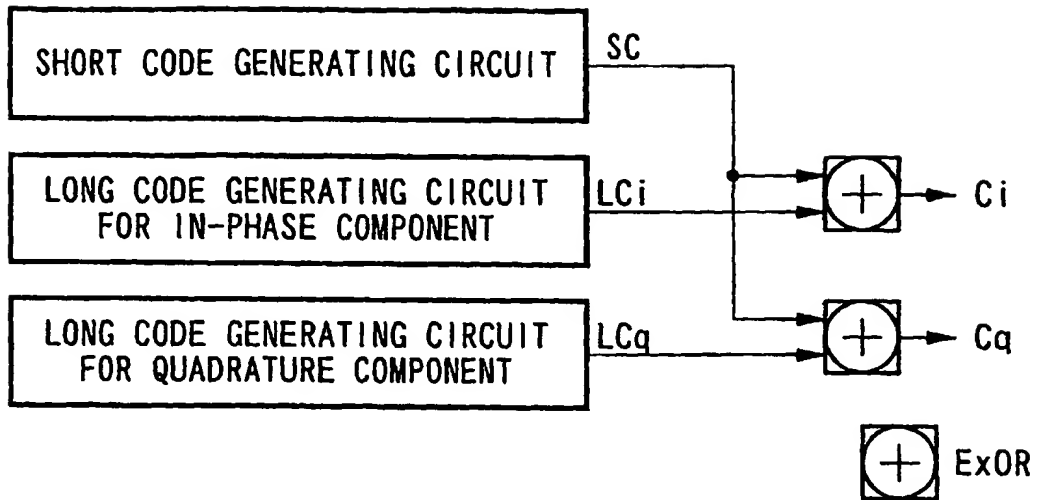 SHORT CODE GENERATING CIRCUIT
SC
LONG CODE GENERATING CIRCUIT
FOR IN-PHASE COMPONENT
LCi
Ci
LONG CODE GENERATING CIRCUIT
FOR QUADRATURE COMPONENT
LCq
Cq
ExOR